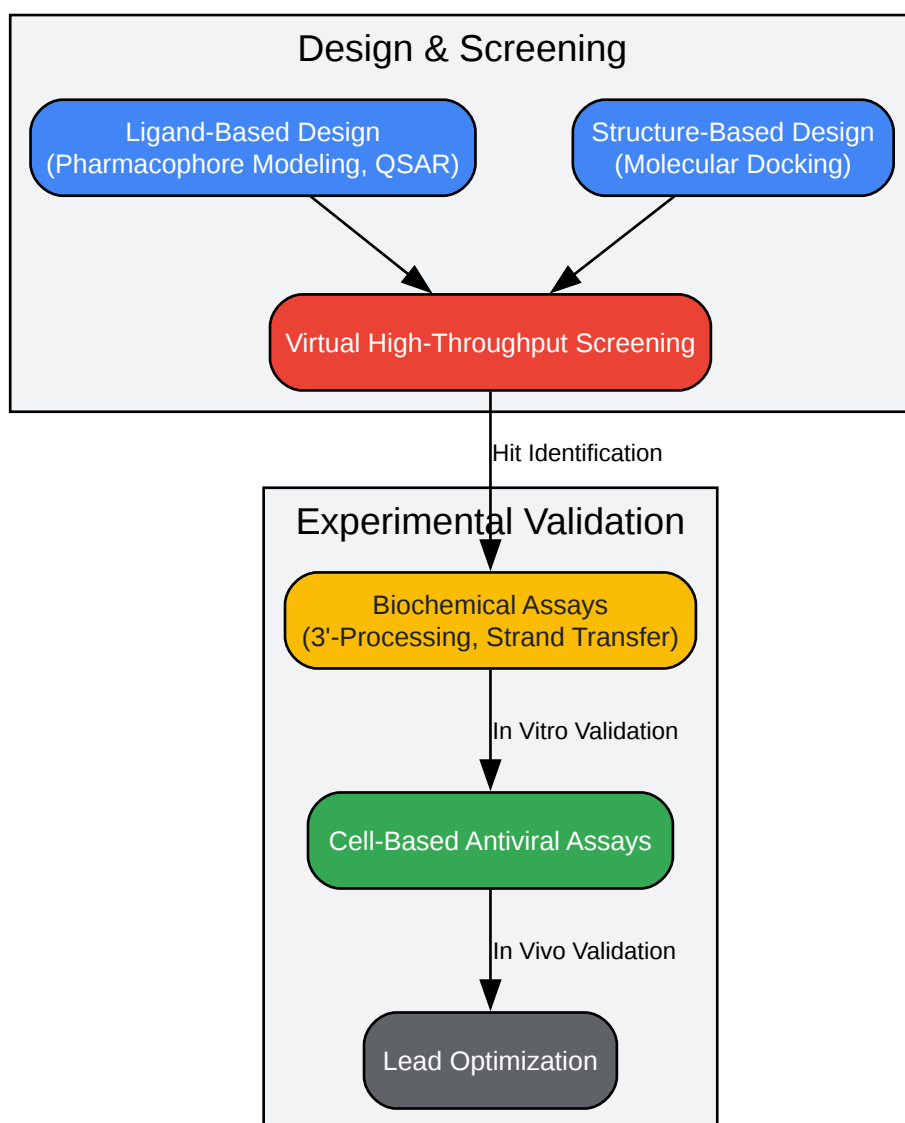 Design & Screening
Ligand-Based Design
(Pharmacophore Modeling, QSAR)
Structure-Based Design
(Molecular Docking)
Virtual High-Throughput Screening
Hit Identification
Experimental Validation
Biochemical Assays
(3'-Processing, Strand Transfer)
In Vitro Validation
Cell-Based Antiviral Assays
In Vivo Validation
Lead Optimization